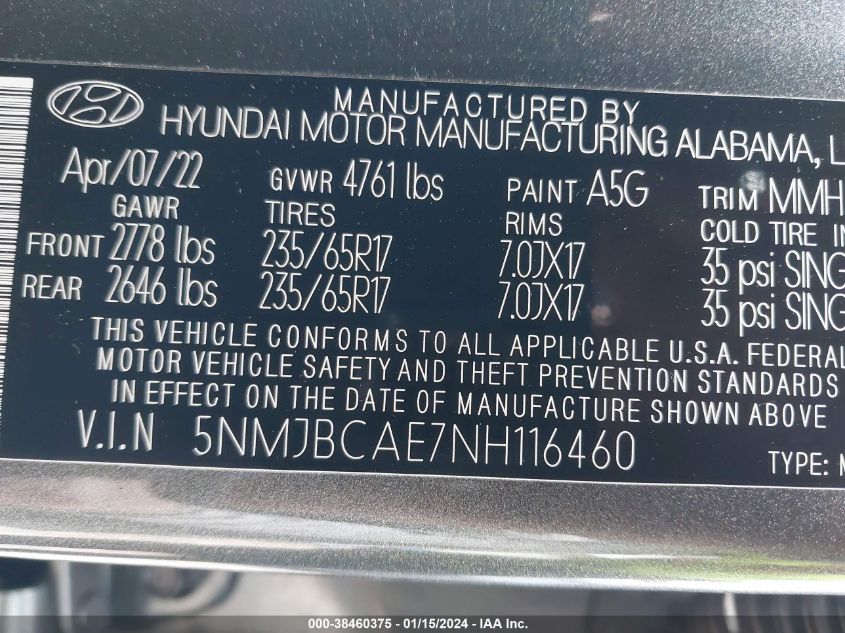 MANUFACTURED BY
HYUNDAI MOTOR MANUFACTURING ALABAMA, L
Apr/07/22 GVWR 4761 lbs PAINT A5G TRIM MMH
GAWR TIRES RIMS COLD TIRE IN
FRONT 2778 lbs 235/65R17 7.0JX17 35 psi SING
REAR 2646 lbs 235/65R17 7.0JX17 35 psi SING
THIS VEHICLE CONFORMS TO ALL APPLICABLE U.S.A. FEDERAL
MOTOR VEHICLE SAFETY AND THEFT PREVENTION STANDARDS
IN EFFECT ON THE DATE OF MANUFACTURE SHOWN ABOVE
V.I.N 5NMJBCAE7NH116460
TYPE: M
000-38460375 — 01/15/2024 — IAA Inc.